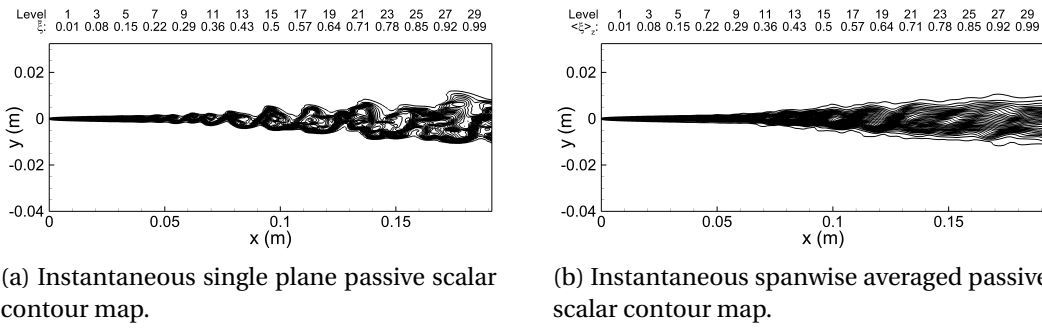 Level 1 3 5 7 9 11 13 15 17 19 21 23 25 27 29
ξ: 0.01 0.08 0.15 0.22 0.29 0.36 0.43 0.5 0.57 0.64 0.71 0.78 0.85 0.92 0.99
0.02
0
-0.02
-0.04
y (m)
0 0.05 0.1 0.15
x (m)
(a) Instantaneous single plane passive scalar
contour map.
Level 1 3 5 7 9 11 13 15 17 19 21 23 25 27 29
<ξ>z: 0.01 0.08 0.15 0.22 0.29 0.36 0.43 0.5 0.57 0.64 0.71 0.78 0.85 0.92 0.99
0.02
0
-0.02
-0.04
y (m)
0 0.05 0.1 0.15
x (m)
(b) Instantaneous spanwise averaged passive
scalar contour map.